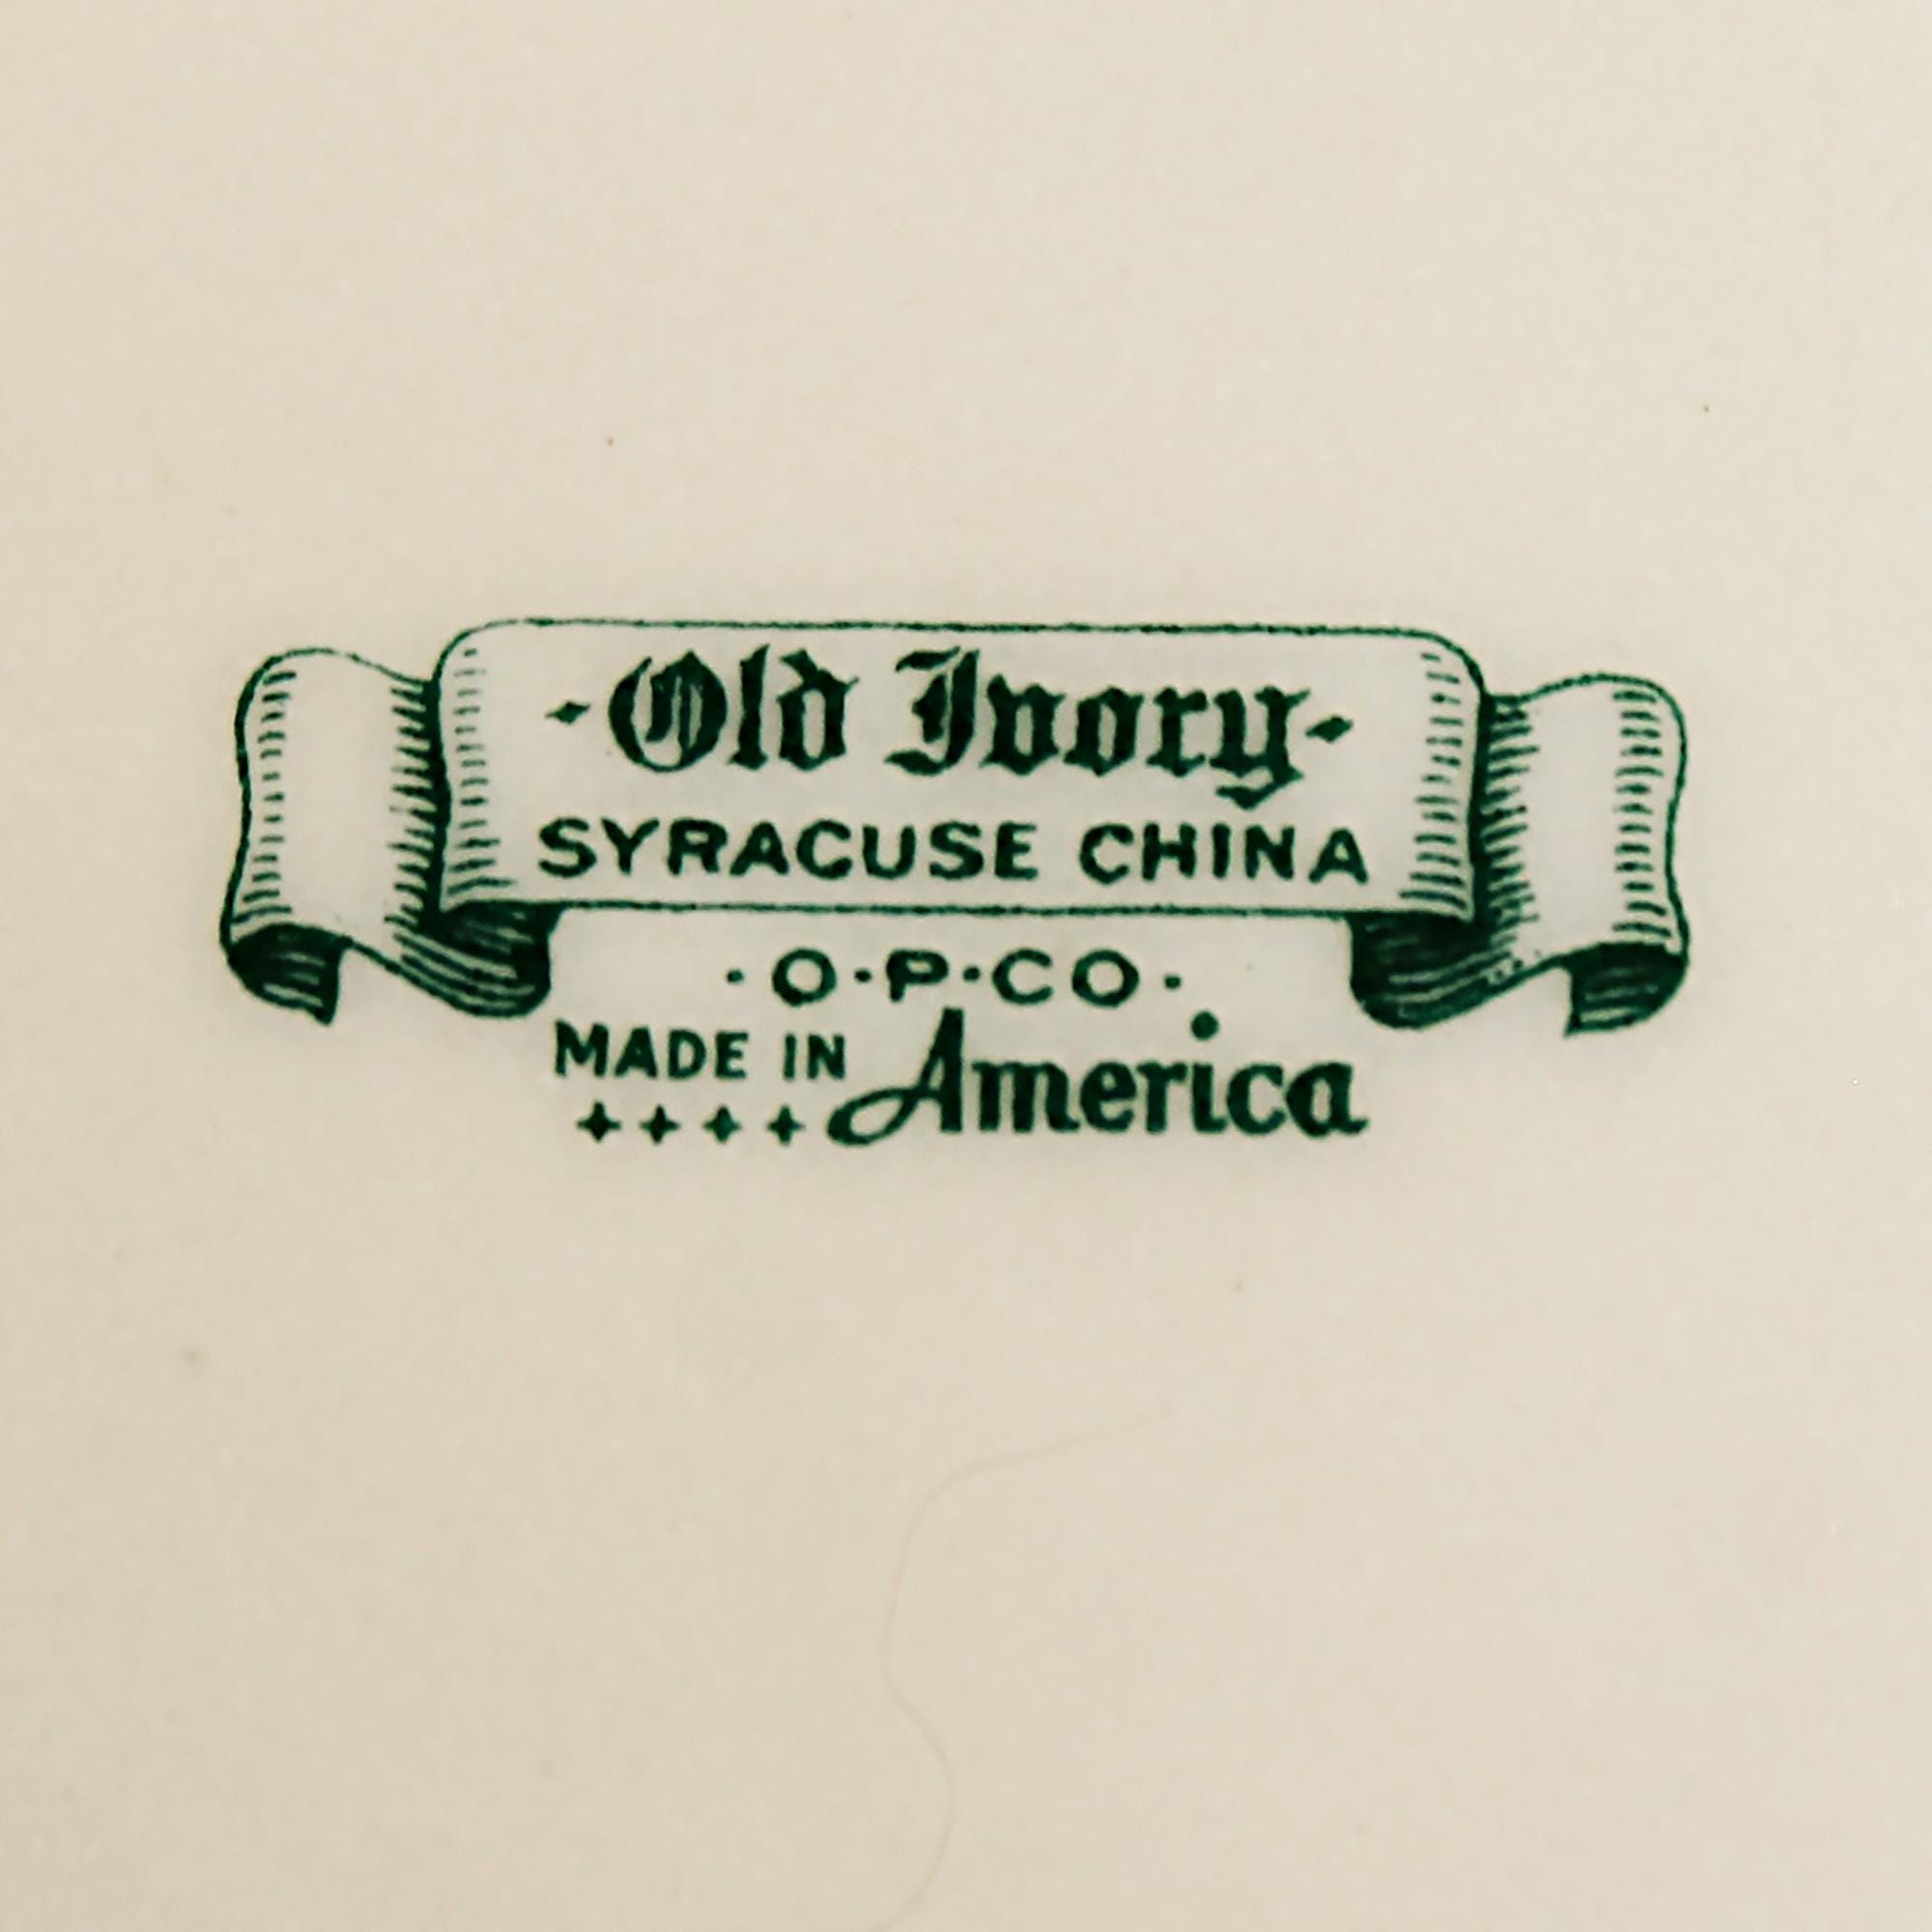 ·Old Ivory·
SYRACUSE CHINA
·O·P·CO·
MADE IN America